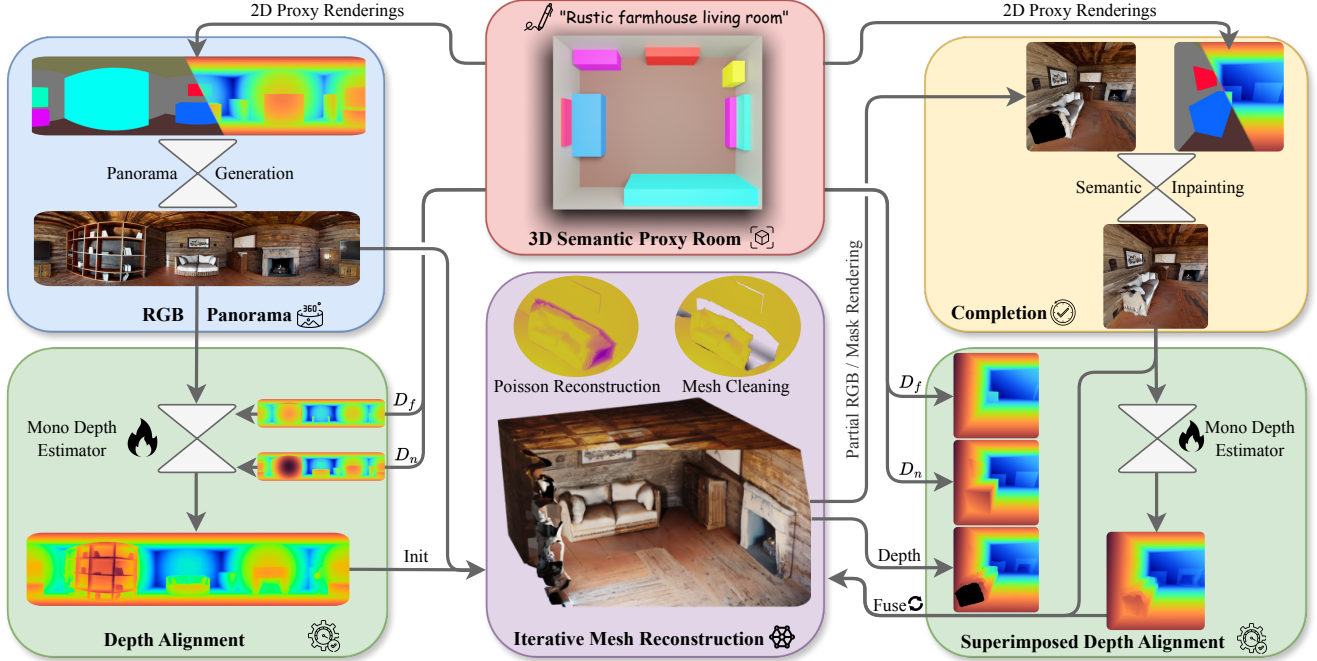 2D Proxy Renderings
"Rustic farmhouse living room"
2D Proxy Renderings
Panorama Generation
3D Semantic Proxy Room
Semantic Inpainting
360°
RGB Panorama
Completion
Partial RGB / Mask Rendering
Poisson Reconstruction
Mesh Cleaning
Mono Depth
Estimator
D_f
D_n
D_f
D_n
Mono Depth
Estimator
Init
Depth
Fuse
Depth Alignment
Iterative Mesh Reconstruction
Superimposed Depth Alignment